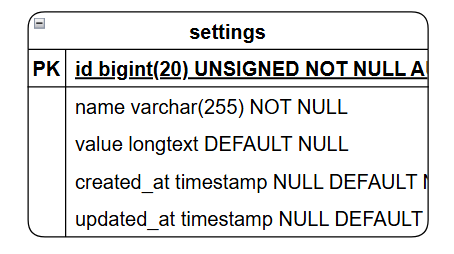 settings
PK id bigint(20) UNSIGNED NOT NULL
name varchar(255) NOT NULL
value longtext DEFAULT NULL
created_at timestamp NULL DEFAULT
updated_at timestamp NULL DEFAULT